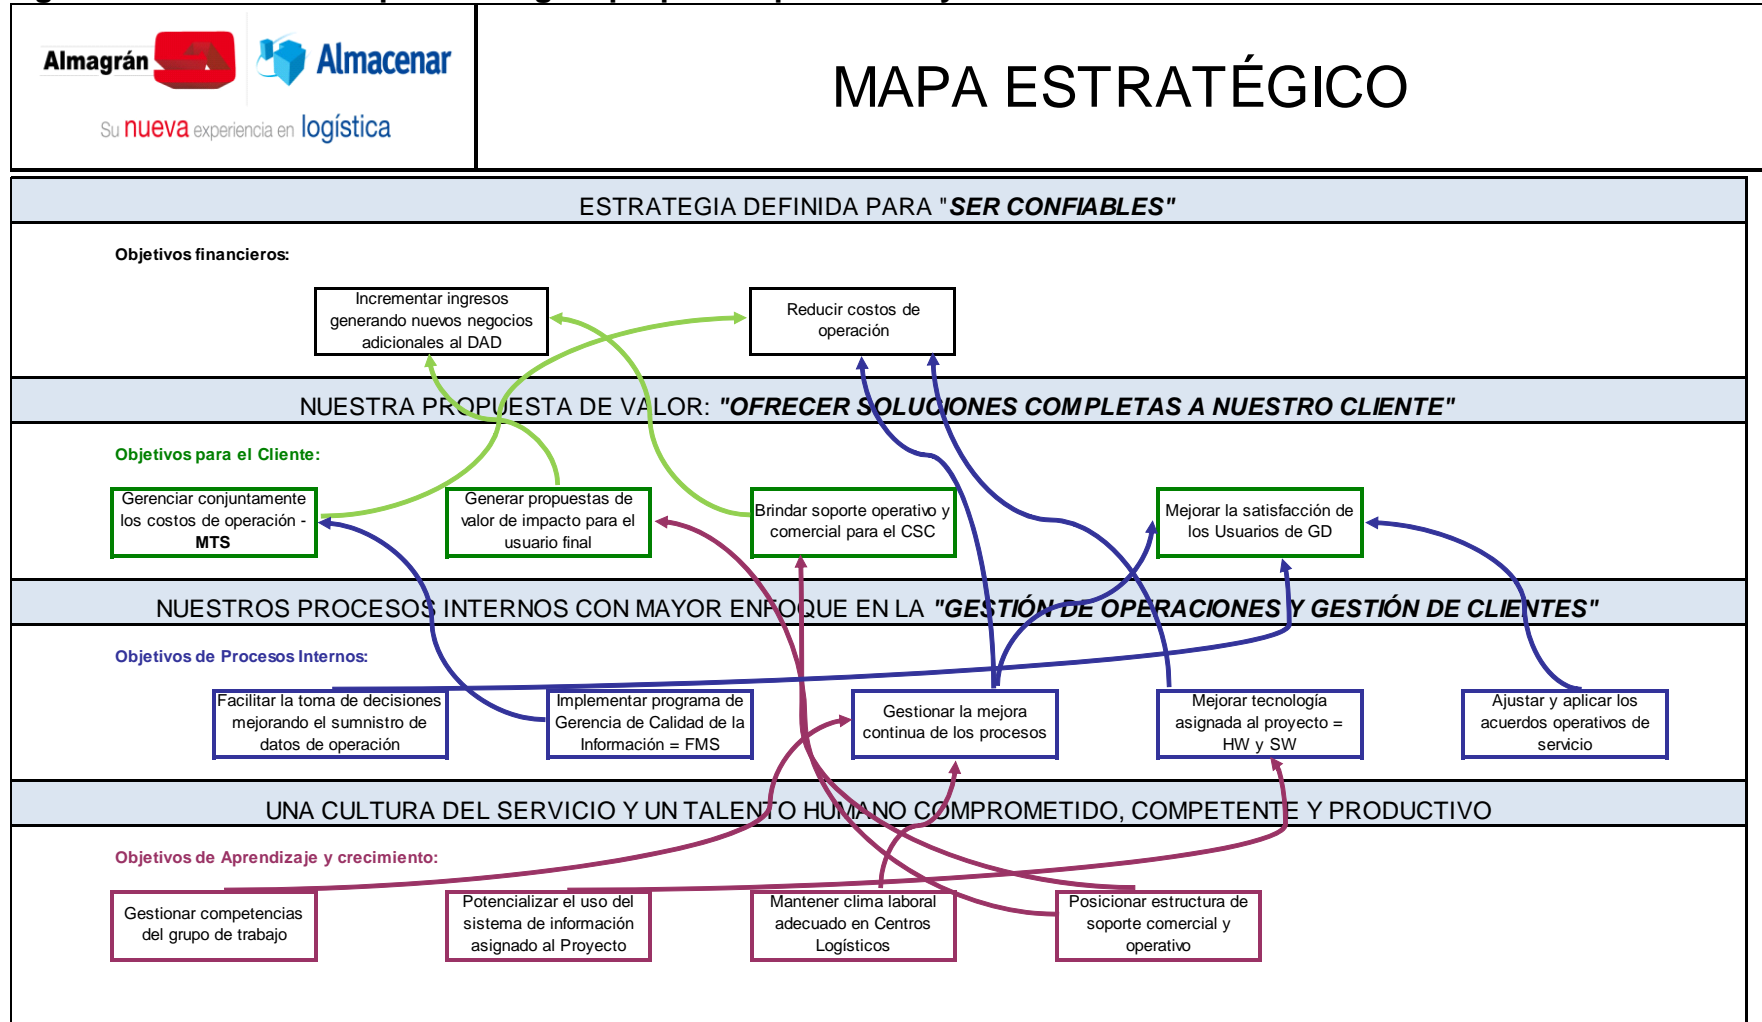 Almagrán
Almacenar
Su nueva experiencia en logística
MAPA ESTRATÉGICO
ESTRATEGIA DEFINIDA PARA "SER CONFIABLES"
Objetivos financieros:
Incrementar ingresos
generando nuevos negocios
adicionales al DAD
Reducir costos de
operación
NUESTRA PROPUESTA DE VALOR: "OFRECER SOLUCIONES COMPLETAS A NUESTRO CLIENTE"
Objetivos para el Cliente:
Gerenciar conjuntamente
los costos de operación -
MTS
Generar propuestas de
valor de impacto para el
usuario final
Brindar soporte operativo y
comercial para el CSC
Mejorar la satisfacción de
los Usuarios de GD
NUESTROS PROCESOS INTERNOS CON MAYOR ENFOQUE EN LA "GESTIÓN DE OPERACIONES Y GESTIÓN DE CLIENTES"
Objetivos de Procesos Internos:
Facilitar la toma de decisiones
mejorando el sumnistro de
datos de operación
Implementar programa de
Gerencia de Calidad de la
Información = FMS
Gestionar la mejora
continua de los procesos
Mejorar tecnología
asignada al proyecto =
HW y SW
Ajustar y aplicar los
acuerdos operativos de
servicio
UNA CULTURA DEL SERVICIO Y UN TALENTO HUMANO COMPROMETIDO, COMPETENTE Y PRODUCTIVO
Objetivos de Aprendizaje y crecimiento:
Gestionar competencias
del grupo de trabajo
Potencializar el uso del
sistema de información
asignado al Proyecto
Mantener clima laboral
adecuado en Centros
Logísticos
Posicionar estructura de
soporte comercial y
operativo